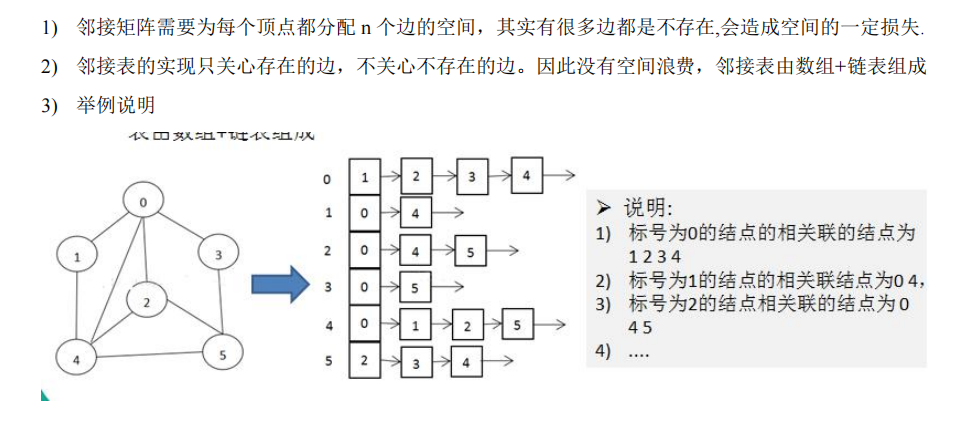 1) 邻接矩阵需要为每个顶点都分配 n 个边的空间，其实有很多边都是不存在,会造成空间的一定损失.
2) 邻接表的实现只关心存在的边，不关心不存在的边。因此没有空间浪费，邻接表由数组+链表组成
3) 举例说明
表由数组+链表组成
0
1
3
2
4
5
0 1 2 3 4
1 0 4
2 0 4 5
3 0 5
4 0 1 2 5
5 2 3 4
➢ 说明:
1) 标号为0的结点的相关联的结点为
1 2 3 4
2) 标号为1的结点的相关联结点为0 4，
3) 标号为2的结点相关联的结点为 0
4 5
4) ....